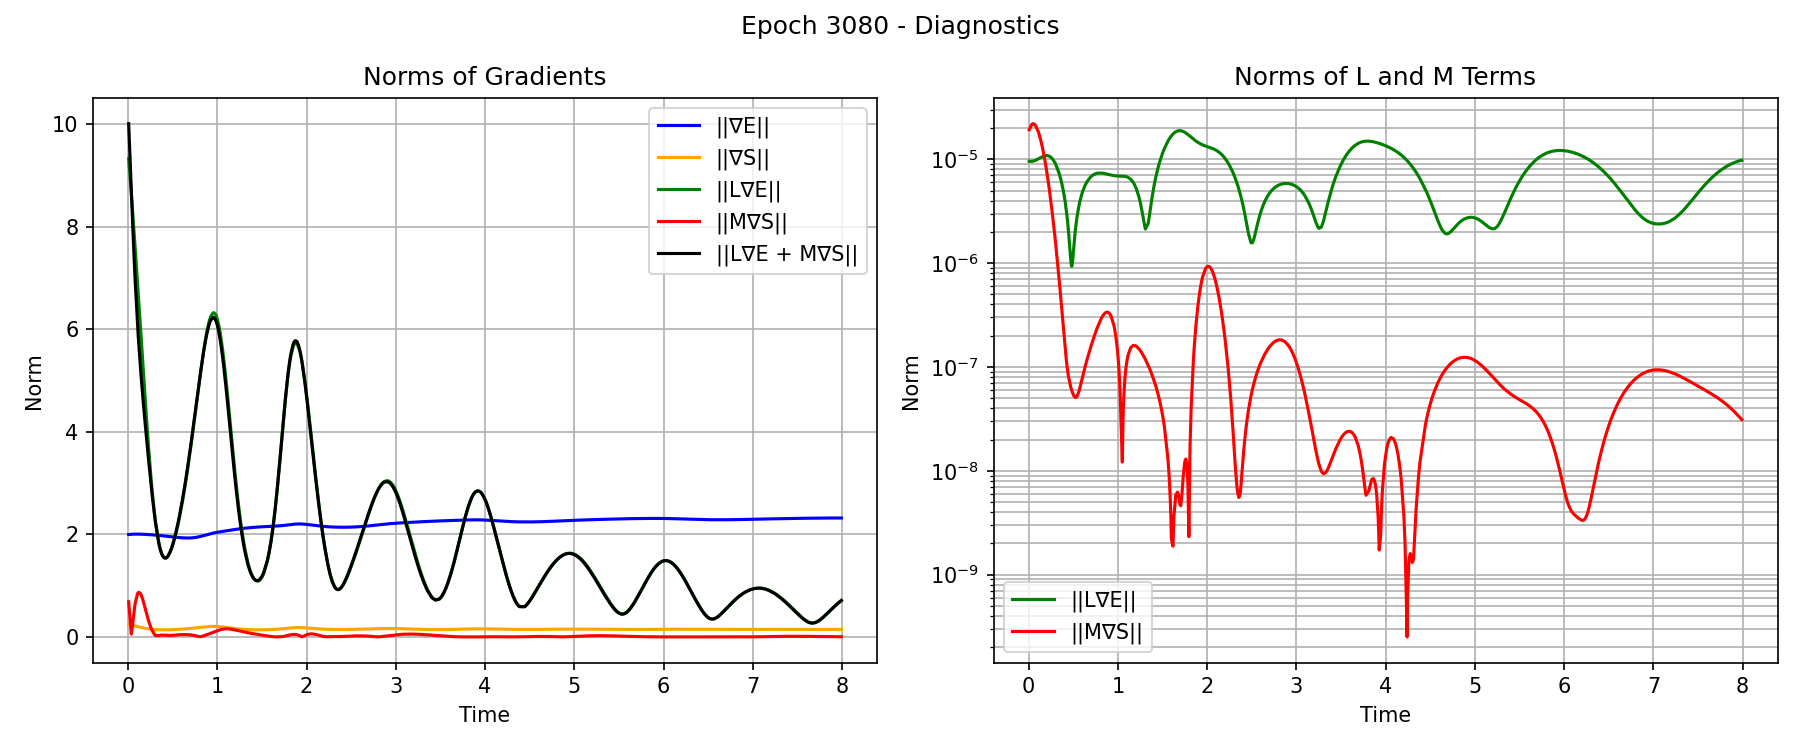 Epoch 3080 - Diagnostics
Norms of Gradients
10
8
6
4
2
0
Norm
0 1 2 3 4 5 6 7 8
Time
||∇E||
||∇S||
||L∇E||
||M∇S||
||L∇E + M∇S||
Norms of L and M Terms
10⁻⁵
10⁻⁶
10⁻⁷
10⁻⁸
10⁻⁹
Norm
0 1 2 3 4 5 6 7 8
Time
||L∇E||
||M∇S||